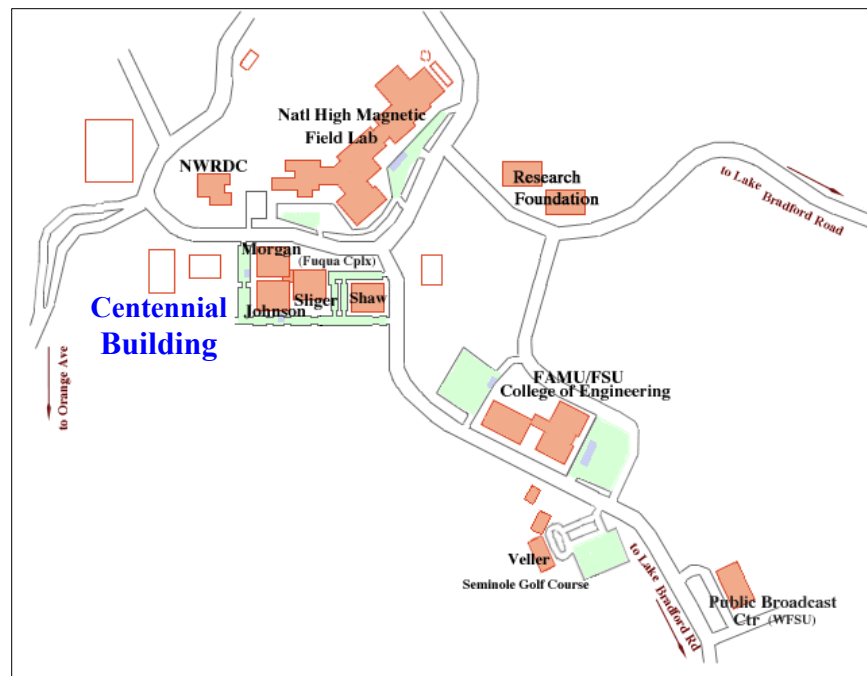 Natl High Magnetic
Field Lab
NWRDC
Research
Foundation
to Lake Bradford Road
Morgan
(Fuqua Cplx)
Sliger
Shaw
Johnson
Centennial
Building
to Orange Ave
FAMU/FSU
College of Engineering
Veller
Seminole Golf Course
to Lake Bradford Rd
Public Broadcast
Ctr (WFSU)